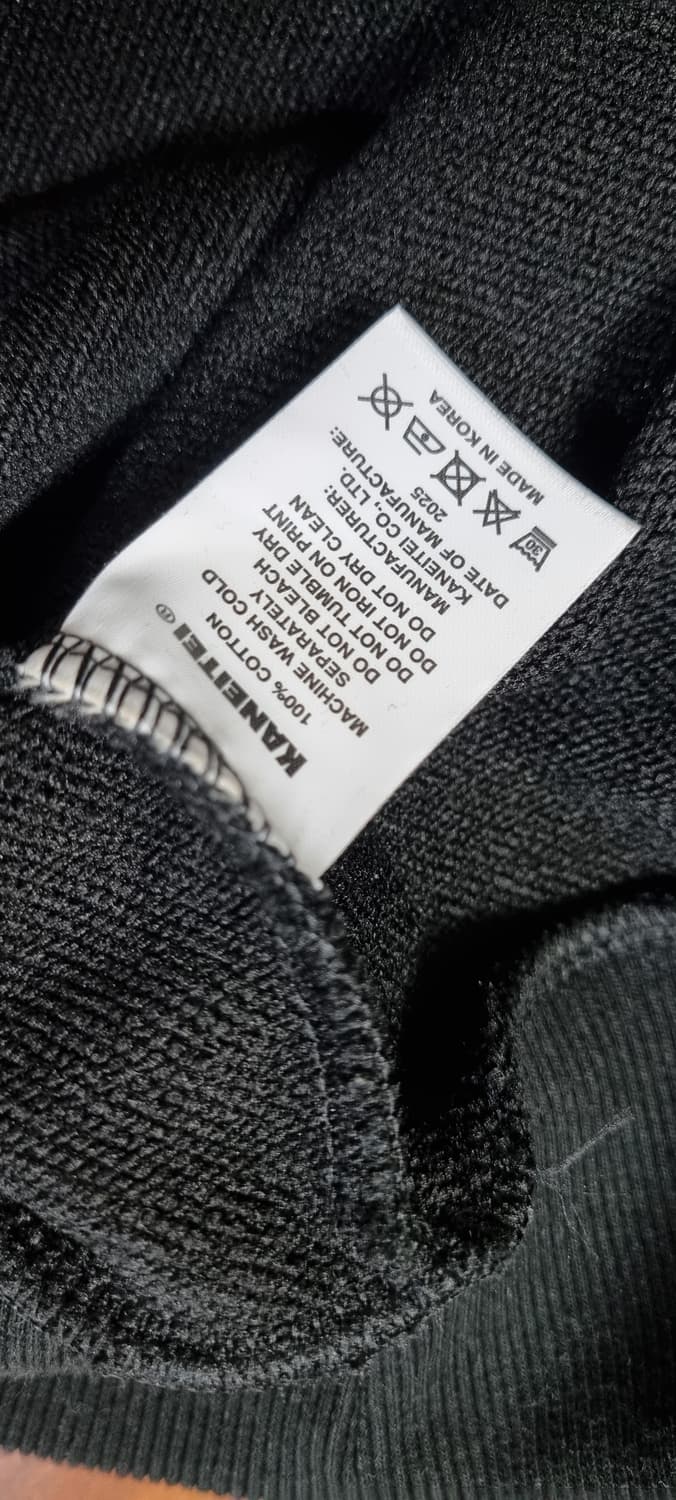 KANEITEI®
100% COTTON
MACHINE WASH COLD
SEPARATELY
DO NOT BLEACH
DO NOT TUMBLE DRY
DO NOT IRON ON PRINT
DO NOT DRY CLEAN
MANUFACTURER:
KANEITEI CO., LTD.
DATE OF MANUFACTURE:
2025
30
MADE IN KOREA